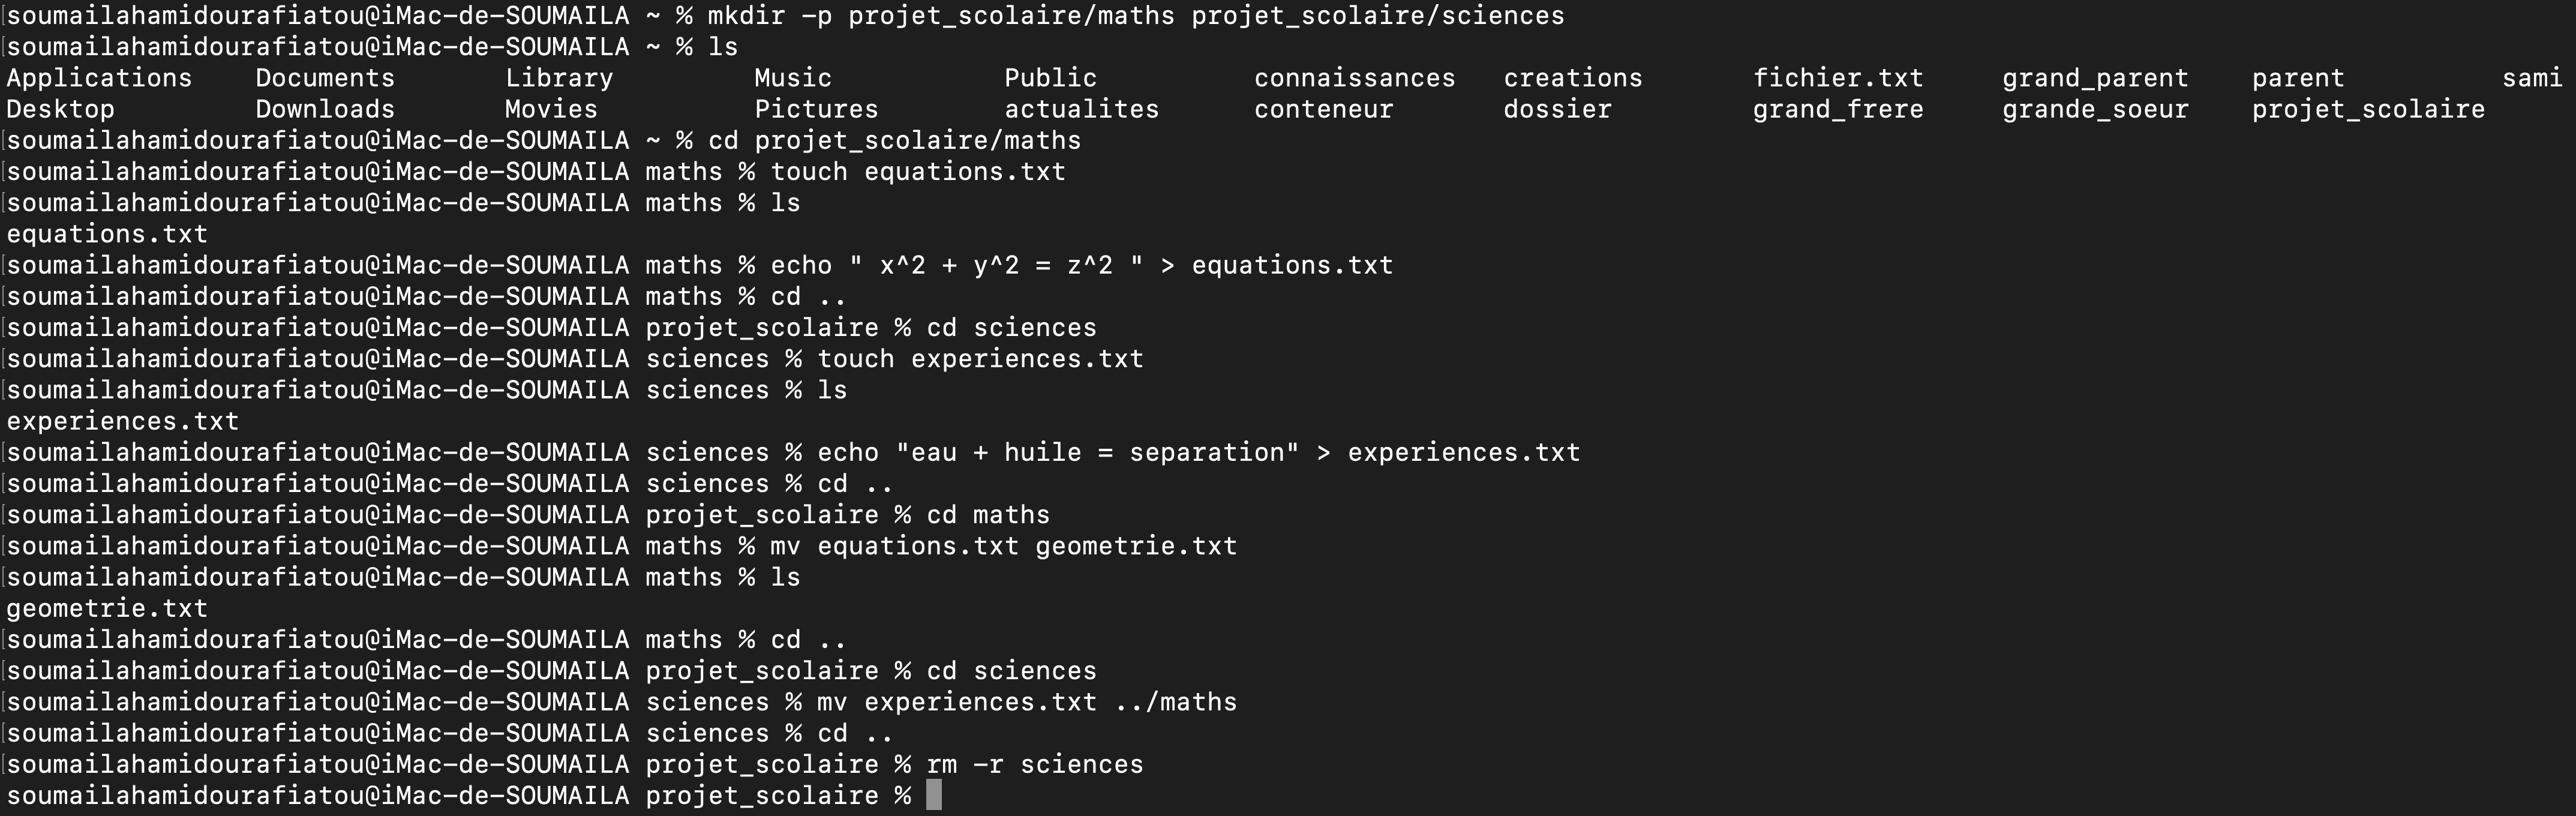 soumailahamidourafiatou@iMac-de-SOUMAILA ~ % mkdir -p projet_scolaire/maths projet_scolaire/sciences
soumailahamidourafiatou@iMac-de-SOUMAILA ~ % ls
Applications Documents Library Music Public connaissances creations fichier.txt grand_parent parent sami
Desktop Downloads Movies Pictures actualites conteneur dossier grand_frere grande_soeur projet_scolaire
soumailahamidourafiatou@iMac-de-SOUMAILA ~ % cd projet_scolaire/maths
soumailahamidourafiatou@iMac-de-SOUMAILA maths % touch equations.txt
soumailahamidourafiatou@iMac-de-SOUMAILA maths % ls
equations.txt
soumailahamidourafiatou@iMac-de-SOUMAILA maths % echo " x^2 + y^2 = z^2 " > equations.txt
soumailahamidourafiatou@iMac-de-SOUMAILA maths % cd ..
soumailahamidourafiatou@iMac-de-SOUMAILA projet_scolaire % cd sciences
soumailahamidourafiatou@iMac-de-SOUMAILA sciences % touch experiences.txt
soumailahamidourafiatou@iMac-de-SOUMAILA sciences % ls
experiences.txt
soumailahamidourafiatou@iMac-de-SOUMAILA sciences % echo "eau + huile = separation" > experiences.txt
soumailahamidourafiatou@iMac-de-SOUMAILA sciences % cd ..
soumailahamidourafiatou@iMac-de-SOUMAILA projet_scolaire % cd maths
soumailahamidourafiatou@iMac-de-SOUMAILA maths % mv equations.txt geometrie.txt
soumailahamidourafiatou@iMac-de-SOUMAILA maths % ls
geometrie.txt
soumailahamidourafiatou@iMac-de-SOUMAILA maths % cd ..
soumailahamidourafiatou@iMac-de-SOUMAILA projet_scolaire % cd sciences
soumailahamidourafiatou@iMac-de-SOUMAILA sciences % mv experiences.txt ../maths
soumailahamidourafiatou@iMac-de-SOUMAILA sciences % cd ..
soumailahamidourafiatou@iMac-de-SOUMAILA projet_scolaire % rm -r sciences
soumailahamidourafiatou@iMac-de-SOUMAILA projet_scolaire %